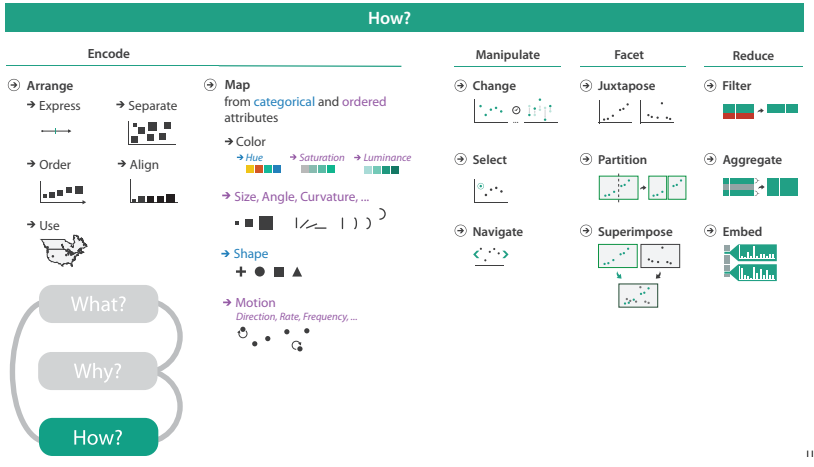 How?
Encode
Arrange
Express
Separate
Order
Align
Use
Map
from categorical and ordered
attributes
Color
Hue
Saturation
Luminance
Size, Angle, Curvature, ...
Shape
Motion
Direction, Rate, Frequency, ...
Manipulate
Change
...
Select
Navigate
Facet
Juxtapose
Partition
Superimpose
Reduce
Filter
Aggregate
Embed
What?
Why?
How?